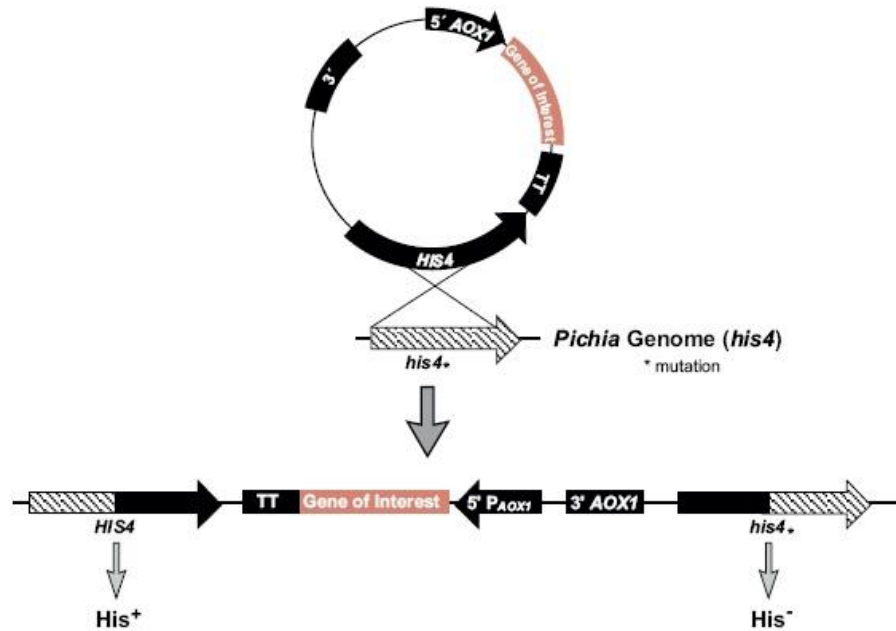 5´ AOX1
Gene of Interest
3´
TT
HIS4
Pichia Genome (his4)
his4*
* mutation
TT Gene of Interest 5' PAOX1 3' AOX1
HIS4 his4*
His+ His-